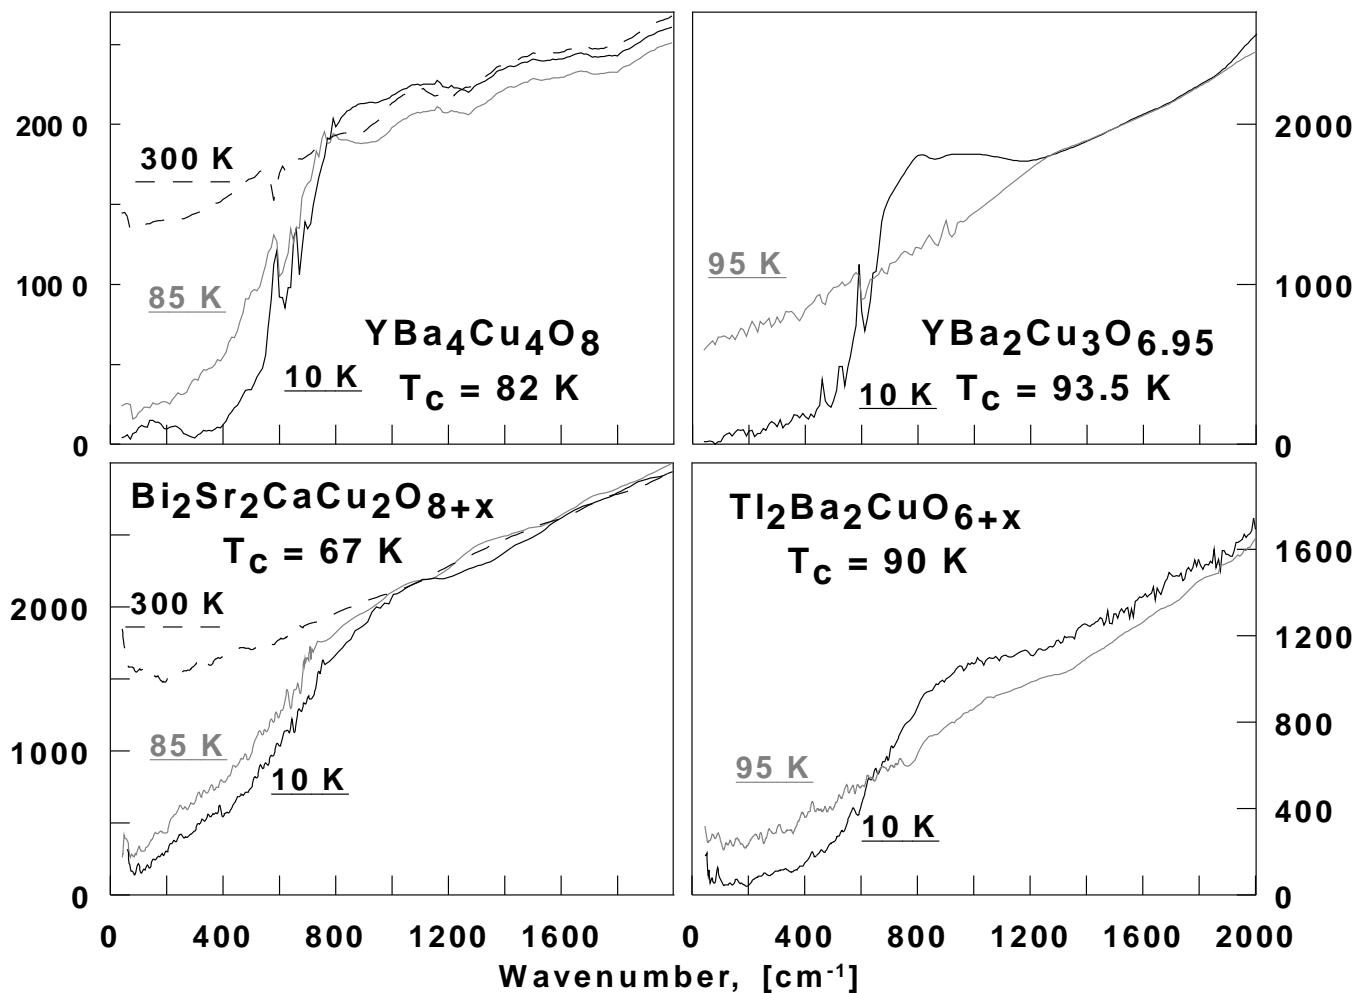 200 0
100 0
0
300 K
85 K
10 K
YBa4Cu4O8
Tc = 82 K
2000
1000
0
95 K
10 K
YBa2Cu3O6.95
Tc = 93.5 K
Bi2Sr2CaCu2O8+x
Tc = 67 K
2000
1000
0
300 K
85 K
10 K
Tl2Ba2CuO6+x
Tc = 90 K
1600
1200
800
400
0
95 K
10 K
0 400 800 1200 1600 0 400 800 1200 1600 2000
Wavenumber, [cm-1]